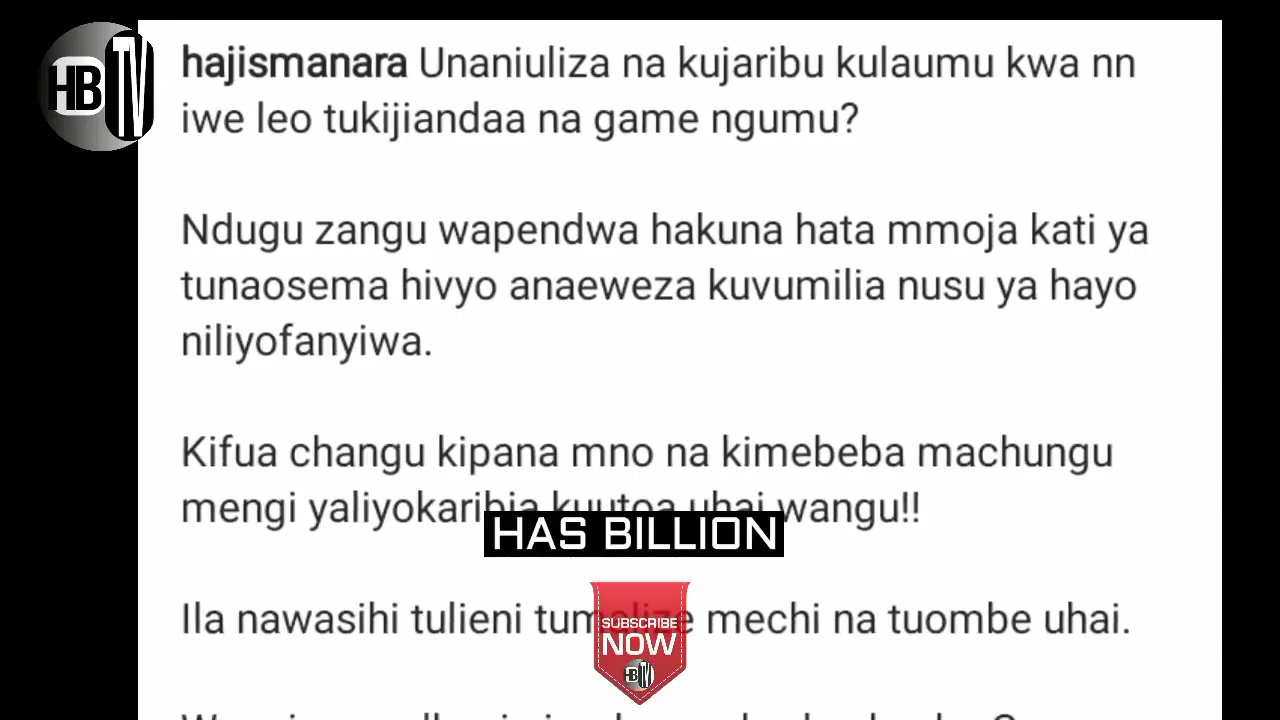 HB TV
hajismanara Unaniuliza na kujaribu kulaumu kwa nn
iwe leo tukijiandaa na game ngumu?
Ndugu zangu wapendwa hakuna hata mmoja kati ya
tunaosema hivyo anaeweza kuvumilia nusu ya hayo
niliyofanyiwa.
Kifua changu kipana mno na kimebeba machungu
mengi yaliyokaribia kuutoa uhai wangu!!
HAS BILLION
Ila nawasihi tulieni tumalize mechi na tuombe uhai.
SUBSCRIBE
NOW
HB TV